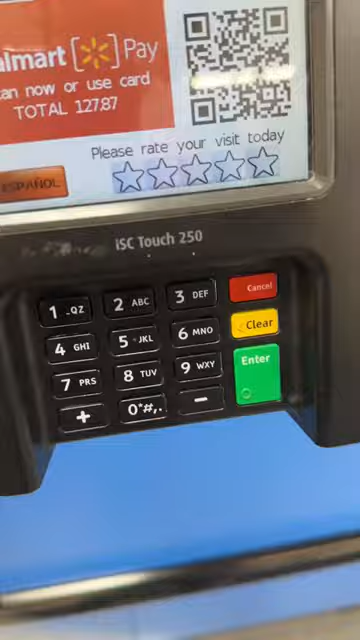 almart Pay
an now or use card
TOTAL 127.87
Please rate your visit today
ESPAÑOL
iSC Touch 250
1 -QZ 2 ABC 3 DEF Cancel
4 GHI 5 JKL 6 MNO Clear
7 PRS 8 TUV 9 WXY Enter
+ 0*#,. -